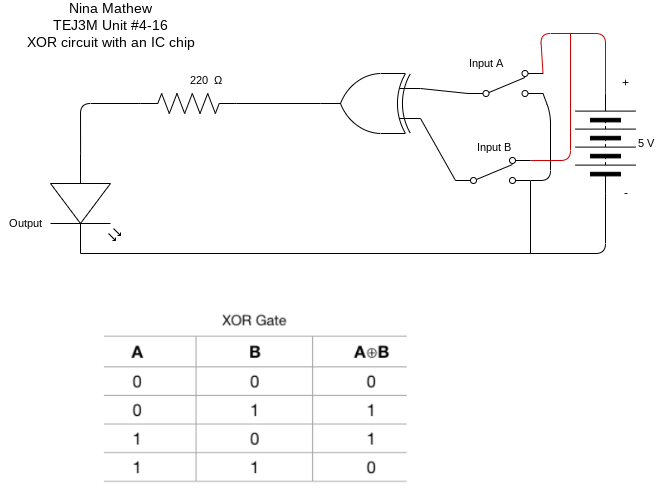 Nina Mathew
TEJ3M Unit #4-16
XOR circuit with an IC chip
220 Ω
Input A
+
5 V
Input B
-
Output
XOR Gate
A B A⊕B
0 0 0
0 1 1
1 0 1
1 1 0